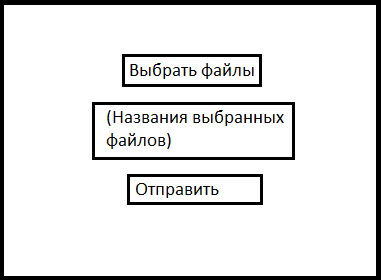 Выбрать файлы
(Названия выбранных
файлов)
Отправить